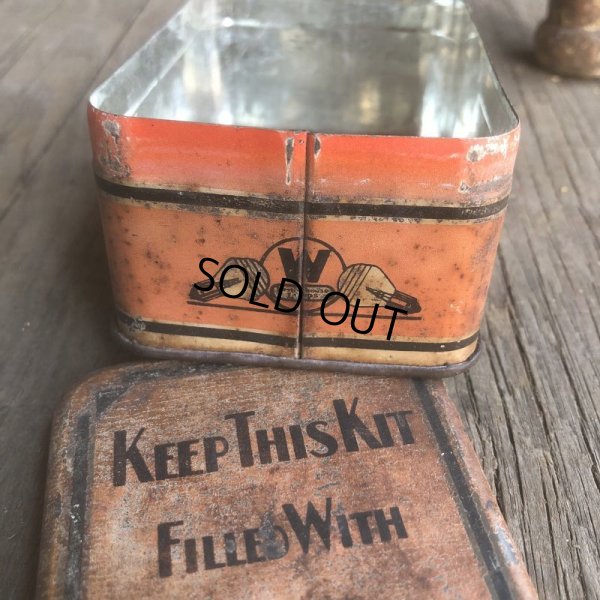 W
SOLD OUT
KEEP THIS KIT
FILLED WITH